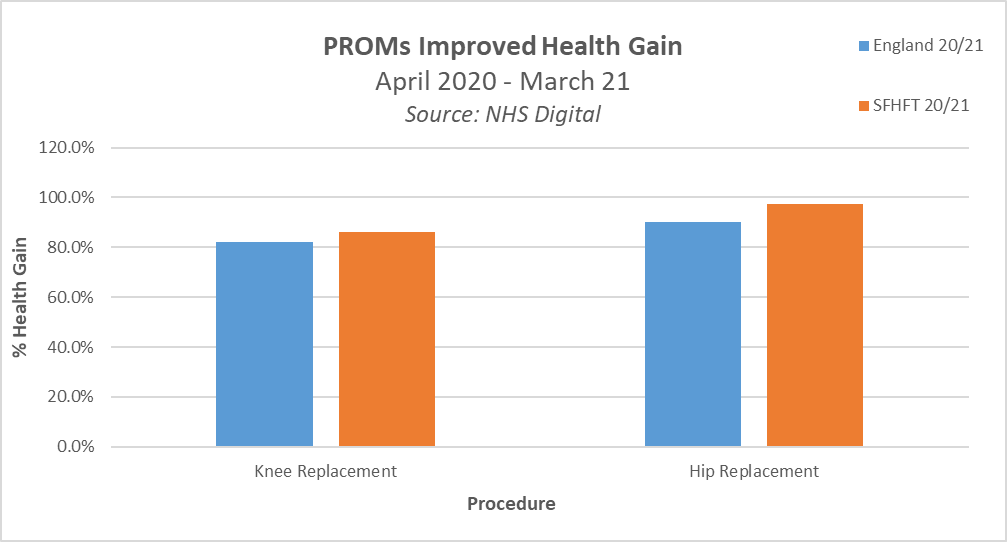 PROMs Improved Health Gain
April 2020 - March 21
Source: NHS Digital
England 20/21
SFHFT 20/21
120.0%
100.0%
80.0%
60.0%
40.0%
20.0%
0.0%
% Health Gain
Knee Replacement
Hip Replacement
Procedure